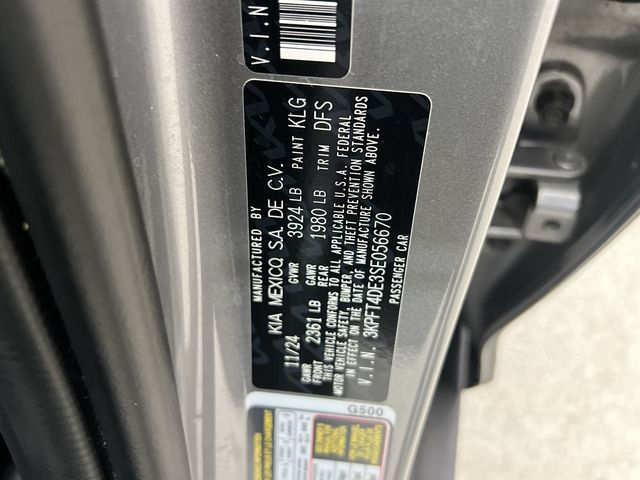 V.I.N
MANUFACTURED BY
KIA MEXICO, S.A. DE C.V.
11/24 GVWR 3924 LB PAINT KLG
GAWR FRONT 2361 LB GAWR REAR 1980 LB TRIM DFS
THIS VEHICLE CONFORMS TO ALL APPLICABLE U.S.A. FEDERAL
MOTOR VEHICLE SAFETY, BUMPER, AND THEFT PREVENTION STANDARDS
IN EFFECT ON THE DATE OF MANUFACTURE SHOWN ABOVE.
V.I.N. 3KPFT4DE3SE056670
PASSENGER CAR
G500